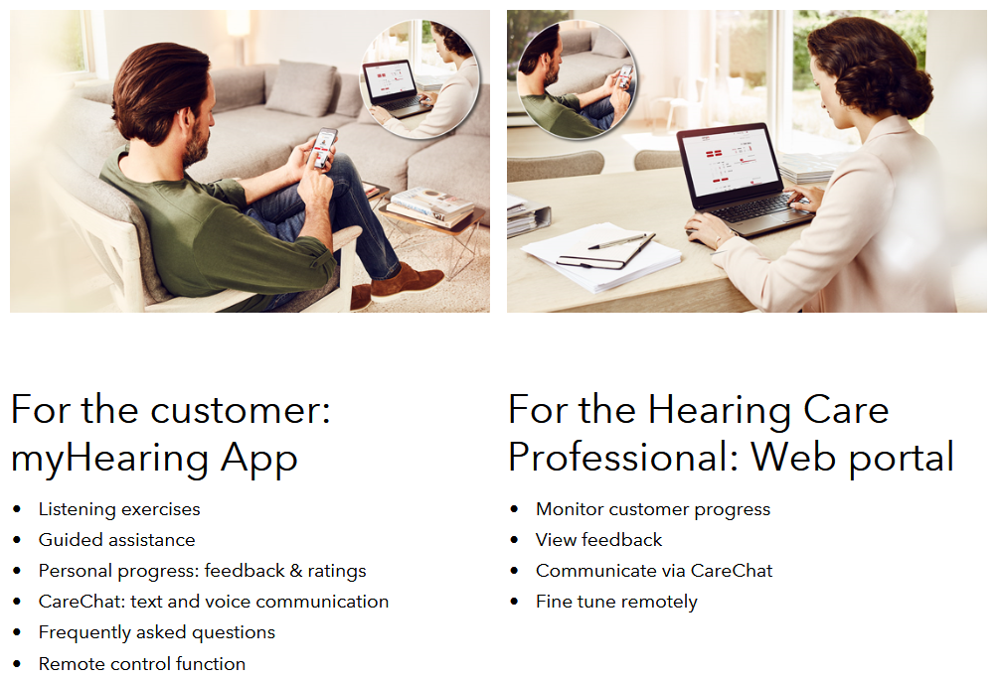 For the customer:
myHearing App
• Listening exercises
• Guided assistance
• Personal progress: feedback & ratings
• CareChat: text and voice communication
• Frequently asked questions
• Remote control function
For the Hearing Care
Professional: Web portal
• Monitor customer progress
• View feedback
• Communicate via CareChat
• Fine tune remotely